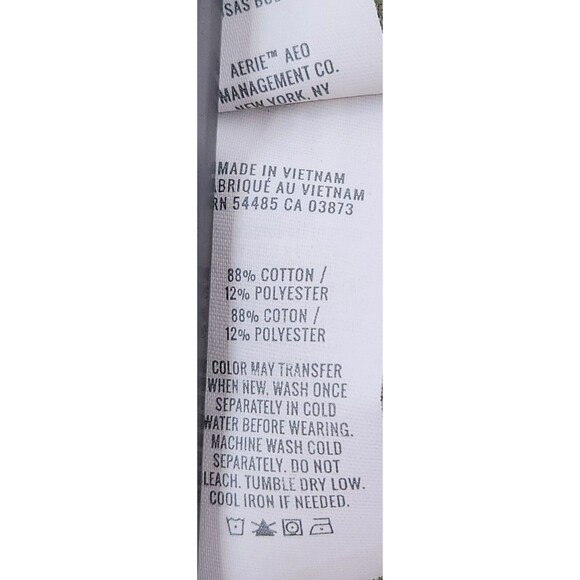 AERIE™ AEO
MANAGEMENT CO.
NEW YORK, NY
MADE IN VIETNAM
ABRIQUÉ AU VIETNAM
RN 54485 CA 03873
88% COTTON /
12% POLYESTER
88% COTON /
12% POLYESTER
COLOR MAY TRANSFER
WHEN NEW, WASH ONCE
SEPARATELY IN COLD
WATER BEFORE WEARING.
MACHINE WASH COLD
SEPARATELY. DO NOT
LEACH. TUMBLE DRY LOW.
COOL IRON IF NEEDED.